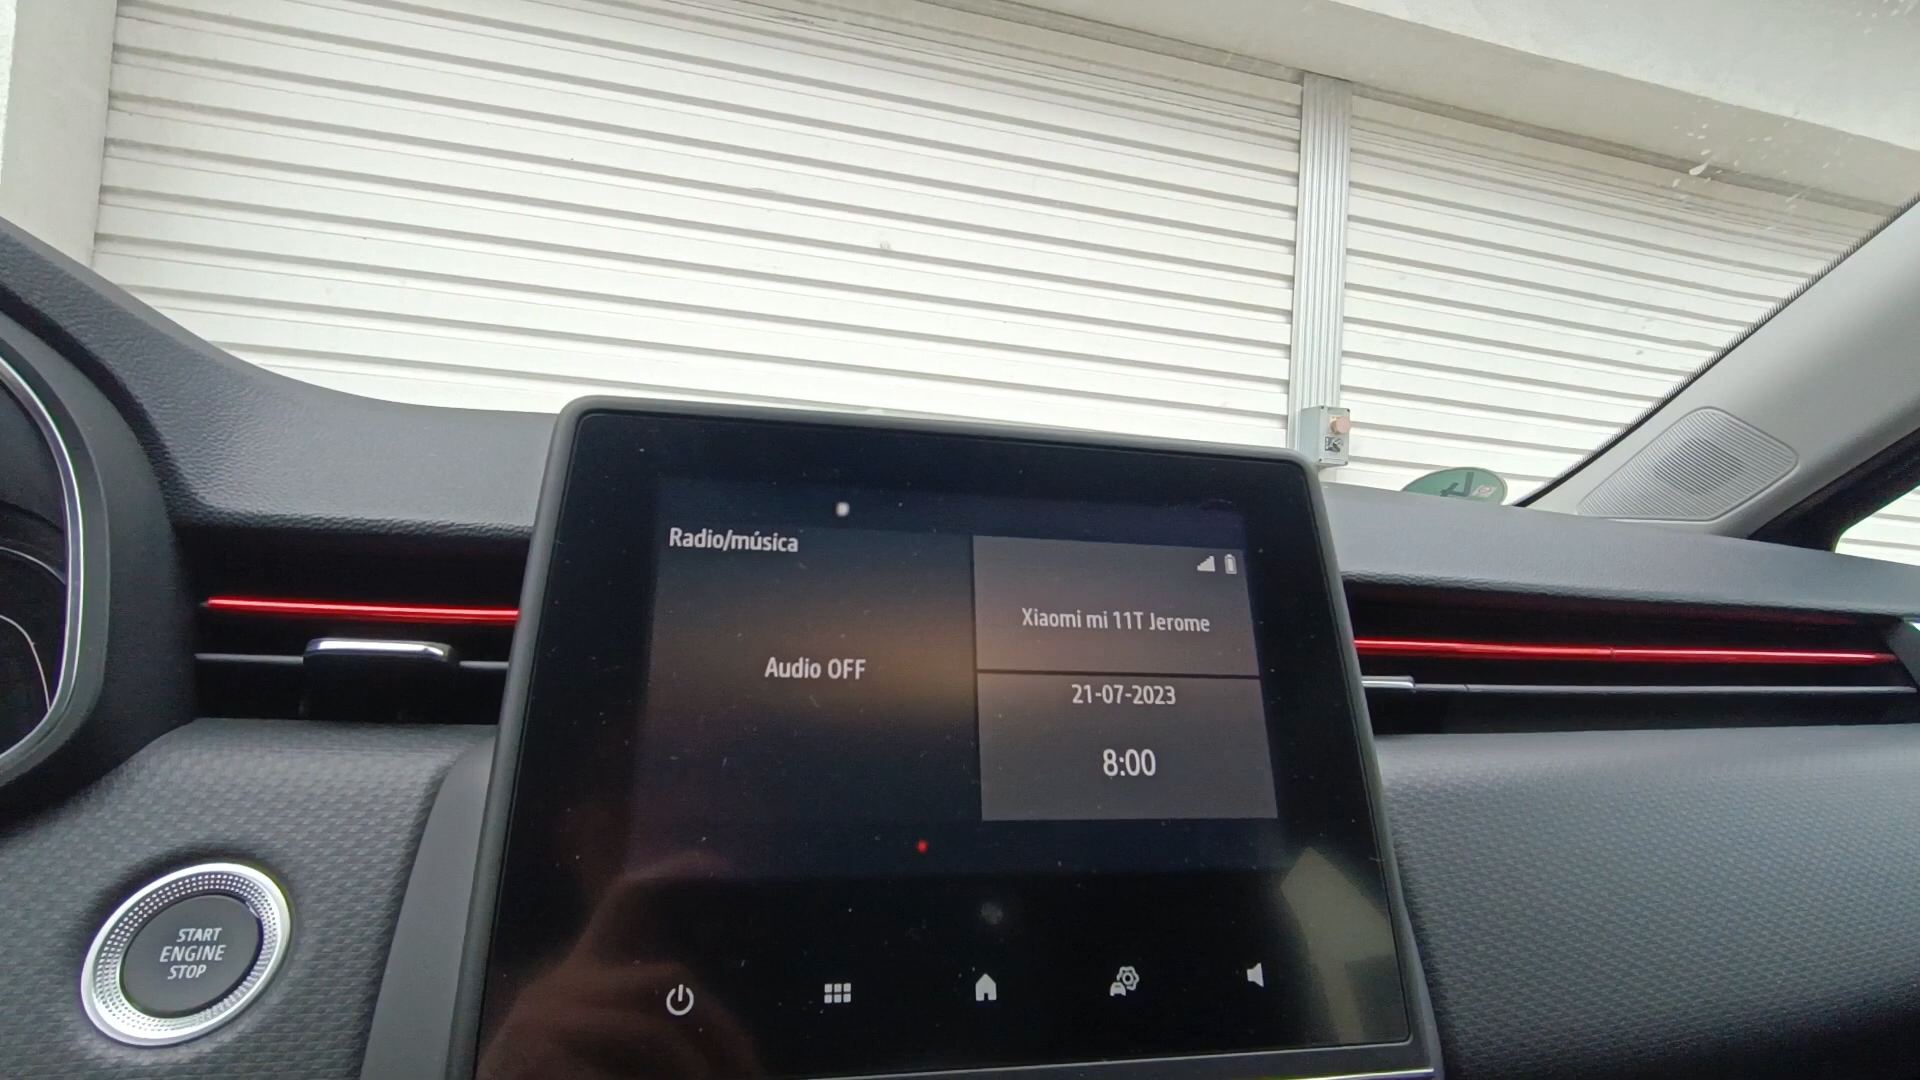 Radio/música
Audio OFF
Xiaomi mi 11T Jerome
21-07-2023
8:00
START
ENGINE
STOP